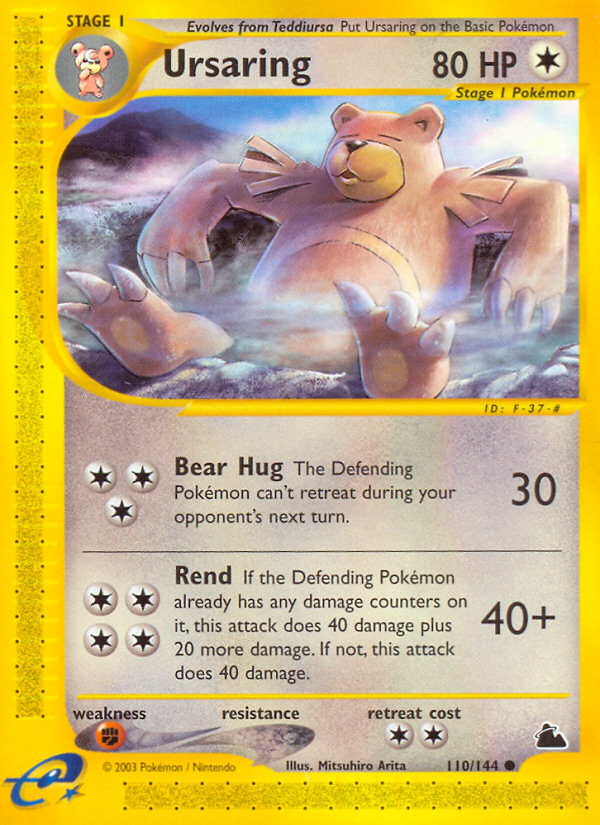 STAGE 1
Evolves from Teddiursa Put Ursaring on the Basic Pokémon
Ursaring 80 HP
Stage 1 Pokémon
ID: F-37-#
Bear Hug The Defending
Pokémon can't retreat during your
opponent's next turn.
30
Rend If the Defending Pokémon
already has any damage counters on
it, this attack does 40 damage plus
20 more damage. If not, this attack
does 40 damage.
40+
weakness resistance retreat cost
© 2003 Pokémon / Nintendo Illus. Mitsuhiro Arita 110/144
e